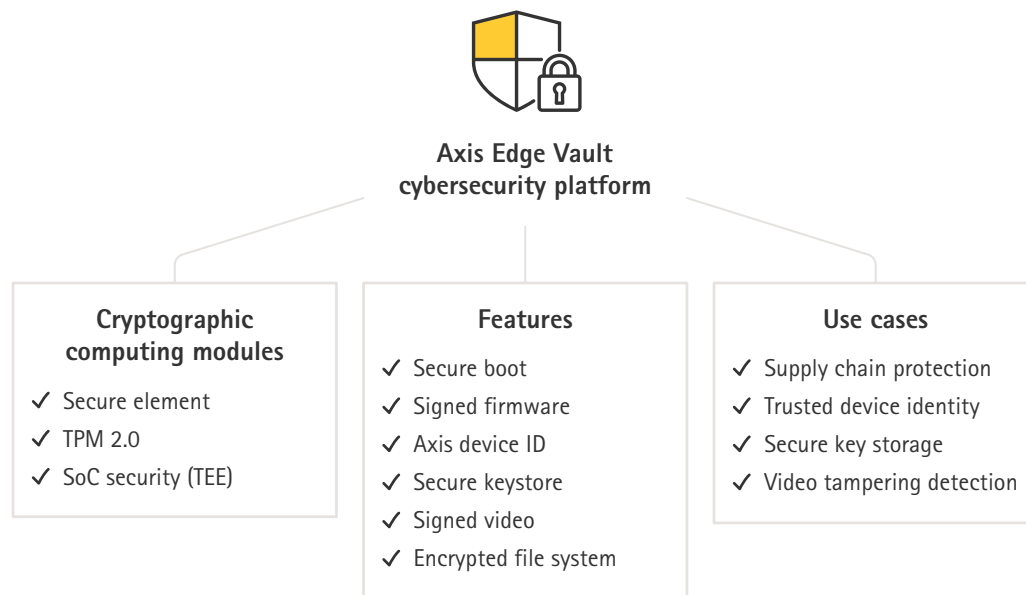 Axis Edge Vault
cybersecurity platform
Cryptographic
computing modules
Secure element
TPM 2.0
SoC security (TEE)
Features
Secure boot
Signed firmware
Axis device ID
Secure keystore
Signed video
Encrypted file system
Use cases
Supply chain protection
Trusted device identity
Secure key storage
Video tampering detection